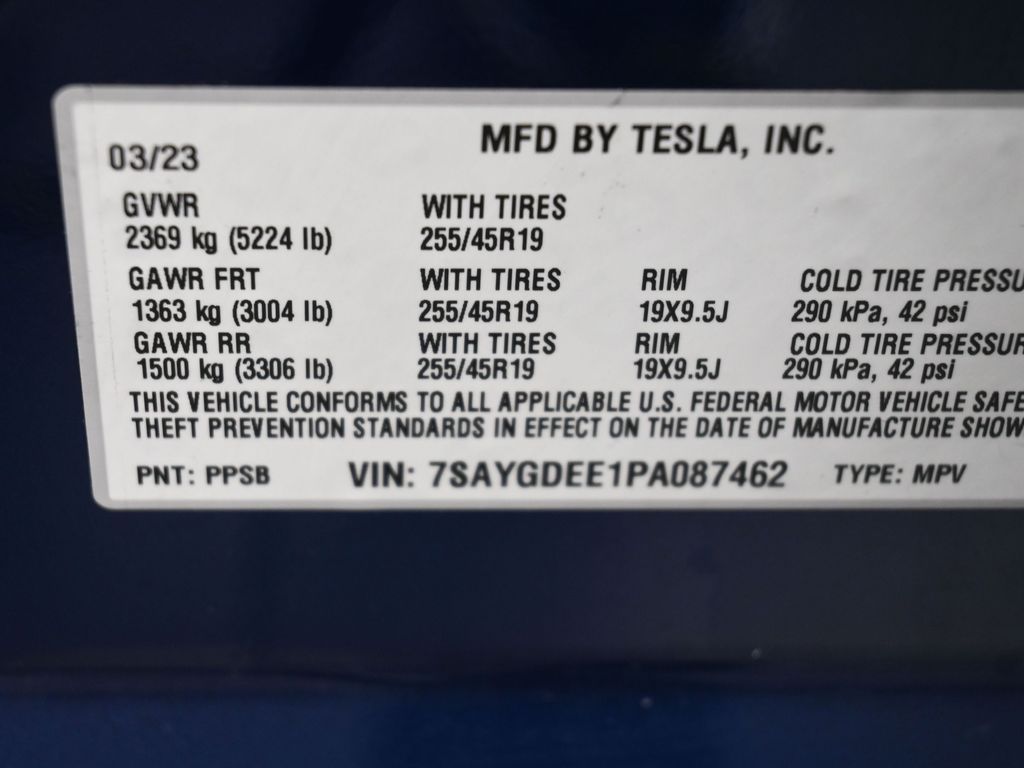 MFD BY TESLA, INC.
03/23
GVWR WITH TIRES
2369 kg (5224 lb) 255/45R19
GAWR FRT WITH TIRES RIM COLD TIRE PRESSU
1363 kg (3004 lb) 255/45R19 19X9.5J 290 kPa, 42 psi
GAWR RR WITH TIRES RIM COLD TIRE PRESSUR
1500 kg (3306 lb) 255/45R19 19X9.5J 290 kPa, 42 psi
THIS VEHICLE CONFORMS TO ALL APPLICABLE U.S. FEDERAL MOTOR VEHICLE SAFE
THEFT PREVENTION STANDARDS IN EFFECT ON THE DATE OF MANUFACTURE SHOW
PNT: PPSB VIN: 7SAYGDEE1PA087462 TYPE: MPV